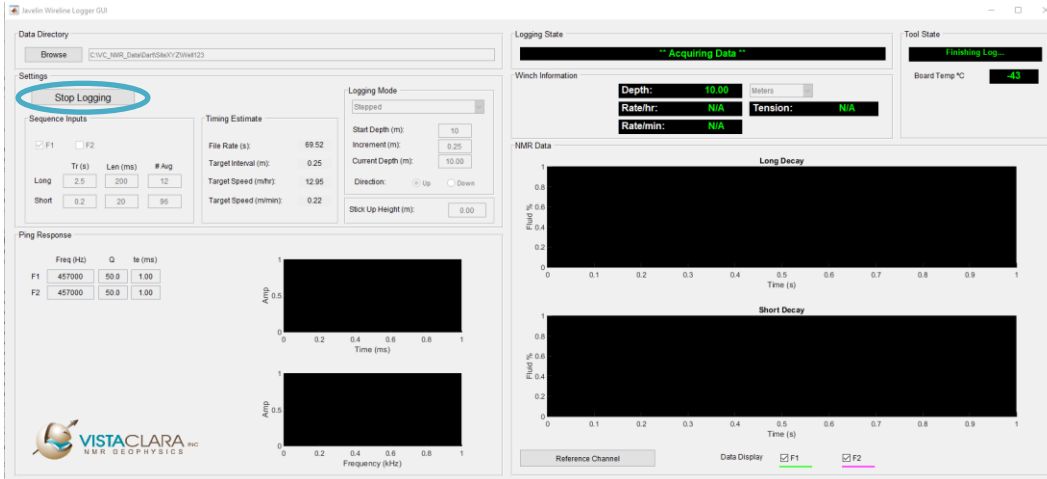 Javelin Wireline Logger GUI
Data Directory
Browse
C:\VC_NMR_Data\Dart\SiteXYZ\Well123
Settings
Stop Logging
Sequence Inputs
F1 F2
Tr (s) Len (ms) # Avg
Long 2.5 200 12
Short 0.2 20 96
Timing Estimate
File Rate (s): 69.52
Target Interval (m): 0.25
Target Speed (m/hr): 12.95
Target Speed (m/min): 0.22
Logging Mode
Stepped
Start Depth (m): 10
Increment (m): 0.25
Current Depth (m): 10.00
Direction: Up Down
Stick Up Height (m): 0.00
Ping Response
Freq (Hz) Q te (ms)
F1 457000 50.0 1.00
F2 457000 50.0 1.00
1
Amp 0.5
0
0 0.2 0.4 0.6 0.8 1
Time (ms)
1
Amp 0.5
0
0 0.2 0.4 0.6 0.8 1
Frequency (kHz)
VISTACLARA INC
NMR GEOPHYSICS
Logging State
** Acquiring Data **
Winch Information
Depth: 10.00 Meters
Rate/hr: N/A Tension: N/A
Rate/min: N/A
Tool State
Finishing Log...
Board Temp ºC -43
NMR Data
Long Decay
1
0.8
0.6
Fluid %
0.4
0.2
0
0 0.1 0.2 0.3 0.4 0.5 0.6 0.7 0.8 0.9 1
Time (s)
Short Decay
1
0.8
0.6
Fluid %
0.4
0.2
0
0 0.1 0.2 0.3 0.4 0.5 0.6 0.7 0.8 0.9 1
Time (s)
Reference Channel
Data Display F1 F2